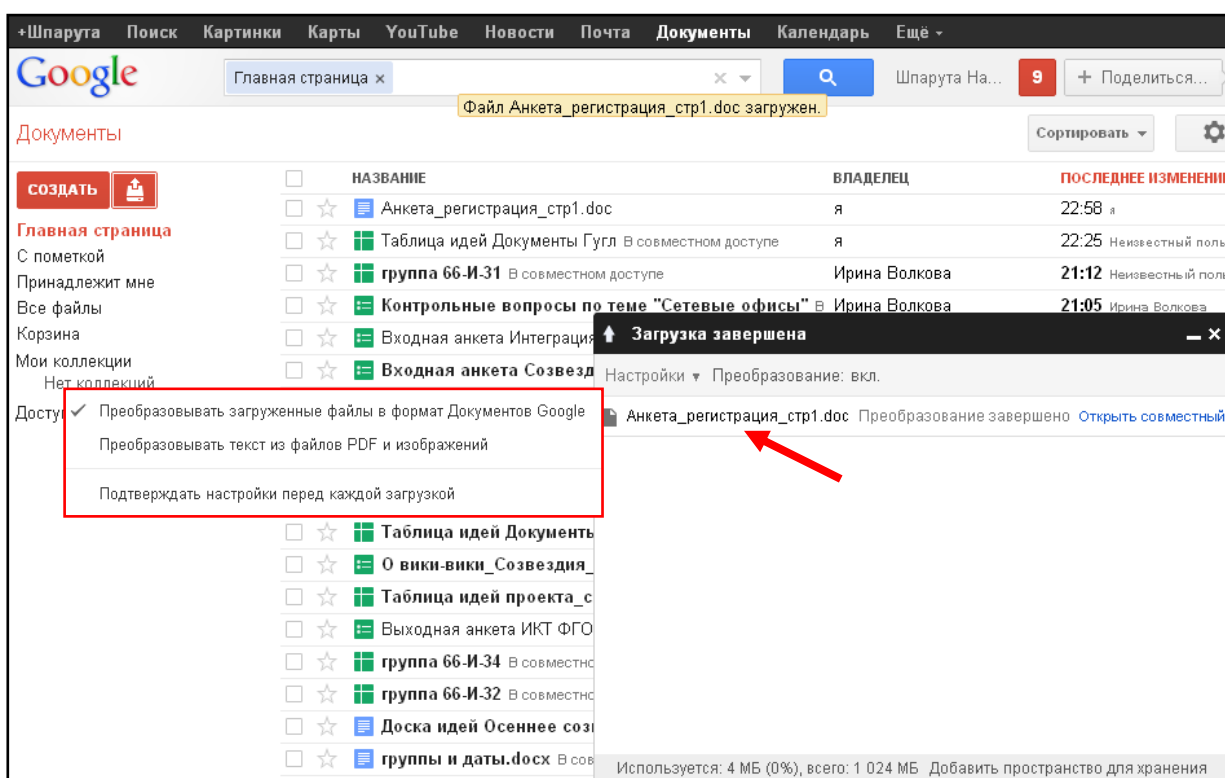 +Шпарута Поиск Картинки Карты YouTube Новости Почта Документы Календарь Ещё
Google Главная страница × Шпарута На... 9 + Поделиться...
Файл Анкета_регистрация_стр1.doc загружен.
Документы Сортировать
СОЗДАТЬ НАЗВАНИЕ ВЛАДЕЛЕЦ ПОСЛЕДНЕЕ ИЗМЕНЕНИ
Анкета_регистрация_стр1.doc я 22:58 я
Главная страница
Таблица идей Документы Гугл В совместном доступе я 22:25 Неизвестный поль
С пометкой
Принадлежит мне
группа 66-И-31 В совместном доступе Ирина Волкова 21:12 Неизвестный пол
Все файлы
Контрольные вопросы по теме "Сетевые офисы" В Ирина Волкова 21:05 Ирина Волкова
Корзина
Входная анкета Интеграция
Загрузка завершена
Мои коллекции
Нет коллекций
Входная анкета Созвезд
Настройки Преобразование: вкл.
Досту
Преобразовывать загруженные файлы в формат Документов Google
Анкета_регистрация_стр1.doc Преобразование завершено Открыть совместный
Преобразовывать текст из файлов PDF и изображений
Подтверждать настройки перед каждой загрузкой
Таблица идей Документы
О вики-вики_Созвездия_
Таблица идей проекта_с
Выходная анкета ИКТ ФГО
группа 66-И-34 В совместно
группа 66-И-32 В совместно
Доска идей Осеннее соз
группы и даты.docx В сов
Используется: 4 МБ (0%), всего: 1 024 МБ Добавить пространство для хранения